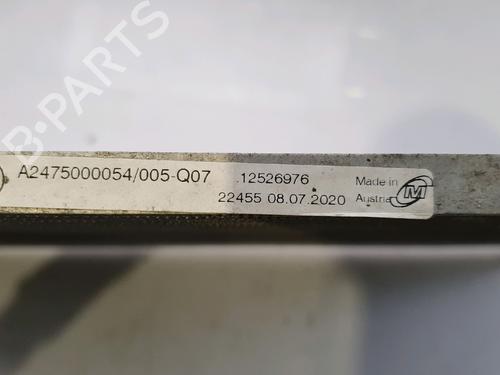 B-PARTS
A2475000054/005-Q07 .12526976 Made in
22455 08.07.2020 Austria
M